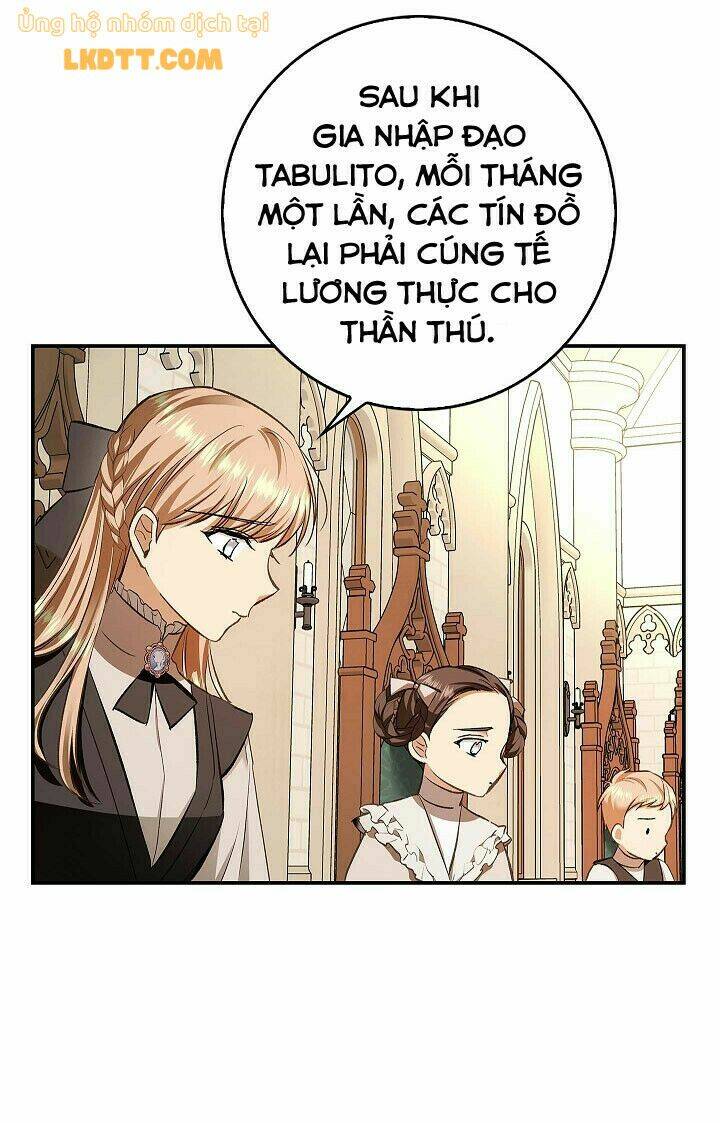 Ủng hộ nhóm dịch tại
LKDTT.COM
SAU KHI
GIA NHẬP ĐẠO
TABULITO, MỖI THÁNG
MỘT LẦN, CÁC TÍN ĐỒ
LẠI PHẢI CÚNG TẾ
LƯƠNG THỰC CHO
THẦN THÚ.